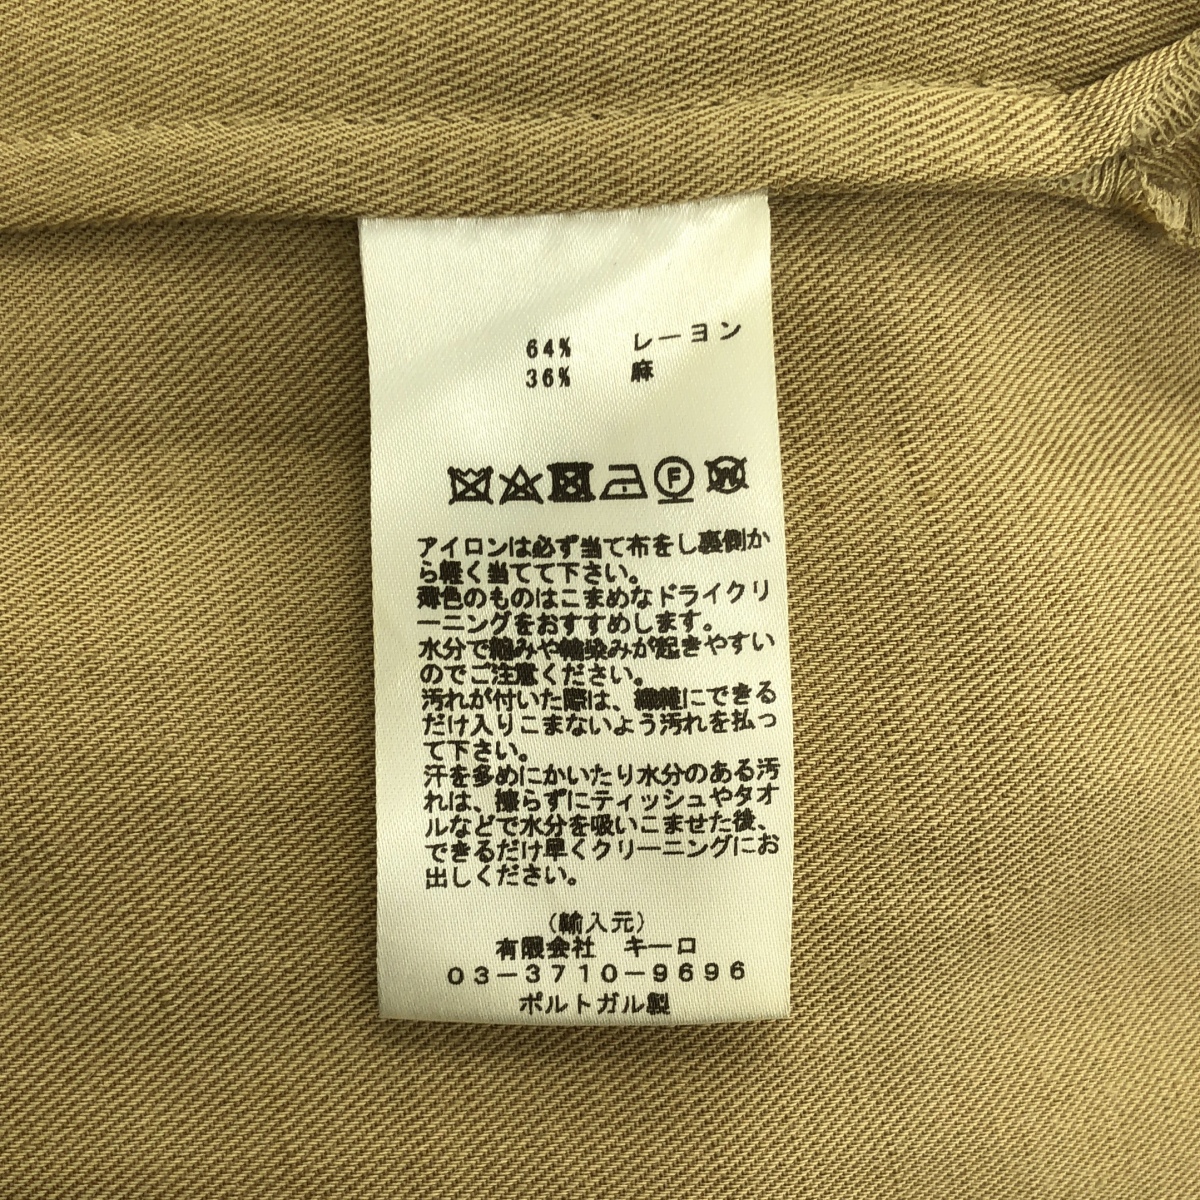 64% レーヨン
36% 麻
F W
アイロンは必ず当て布をし裏側か
ら軽く当てて下さい。
薄色のものはこまめなドライクリ
ーニングをおすすめします。
水分で縮みや輪染みが起きやすい
のでご注意ください。
汚れが付いた際は、繊維にできる
だけ入りこまないよう汚れを払っ
て下さい。
汗を多めにかいたり水分のある汚
れは、擦らずにティッシュやタオ
ルなどで水分を吸いこませた後、
できるだけ早くクリーニングにお
出しください。
(輸入元)
有限会社 キーロ
03-3710-9696
ポルトガル製